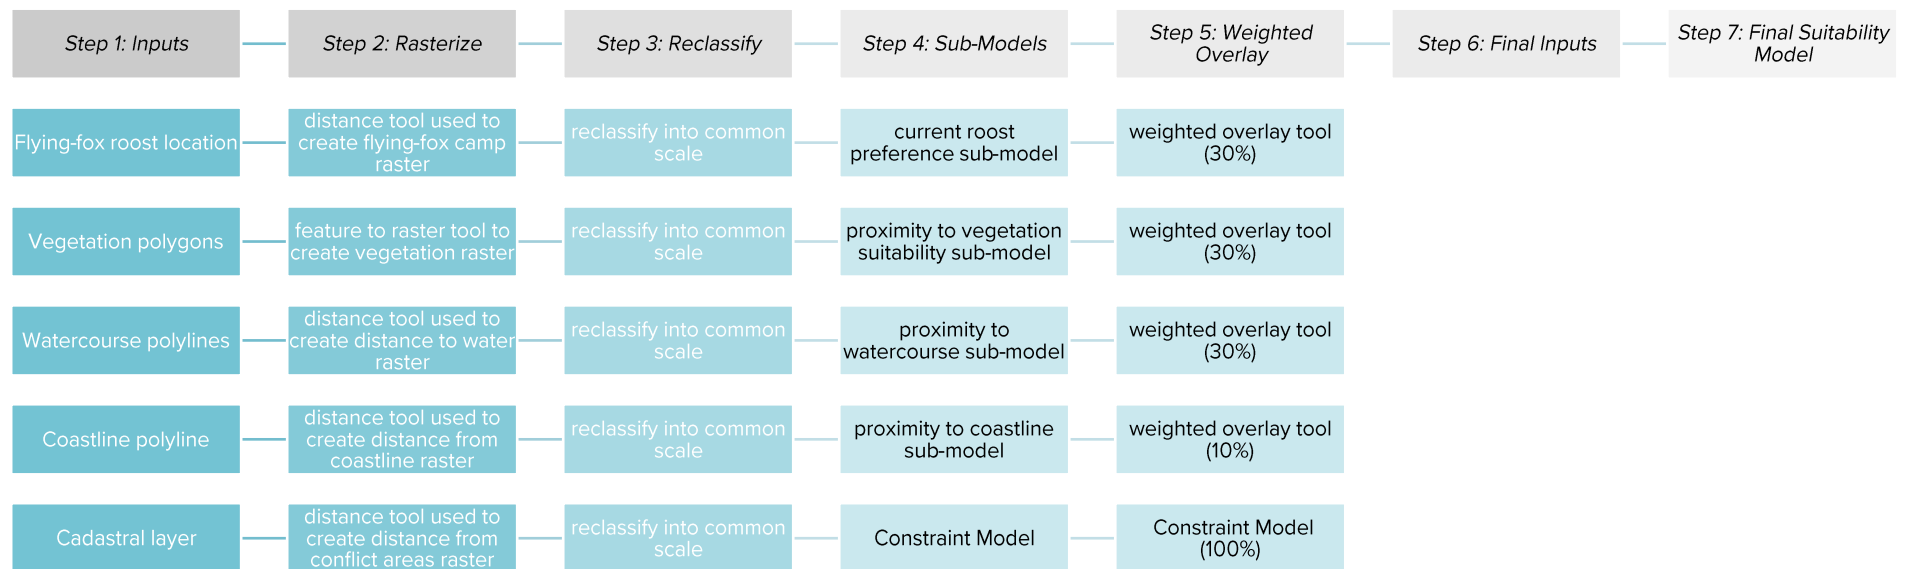 Step 1: Inputs
Step 2: Rasterize
Step 3: Reclassify
Step 4: Sub-Models
Step 5: Weighted
Overlay
Step 6: Final Inputs
Step 7: Final Suitability
Model
Flying-fox roost location
distance tool used to
create flying-fox camp
raster
reclassify into common
scale
current roost
preference sub-model
weighted overlay tool
(30%)
Vegetation polygons
feature to raster tool to
create vegetation raster
reclassify into common
scale
proximity to vegetation
suitability sub-model
weighted overlay tool
(30%)
Watercourse polylines
distance tool used to
create distance to water
raster
reclassify into common
scale
proximity to
watercourse sub-model
weighted overlay tool
(30%)
Coastline polyline
distance tool used to
create distance from
coastline raster
reclassify into common
scale
proximity to coastline
sub-model
weighted overlay tool
(10%)
Cadastral layer
distance tool used to
create distance from
conflict areas raster
reclassify into common
scale
Constraint Model
Constraint Model
(100%)